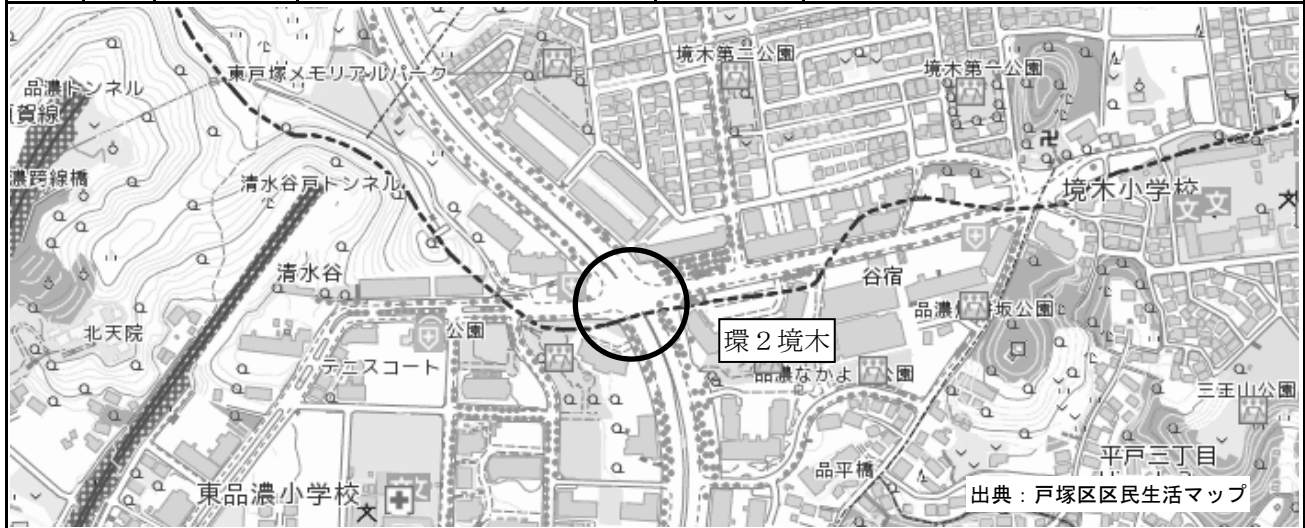 境木第二公園
東戸塚メモリアルパーク
境木第一公園
品濃トンネル
賀線
濃跨線橋
清水谷戸トンネル
境木小学校
文
文
清水谷
谷宿
北天院
公園
環２境木
品濃
坂公園
テニスコート
品濃なかよ
公園
三王山公園
品平橋
平戸三丁目
東品濃小学校
出典：戸塚区区民生活マップ